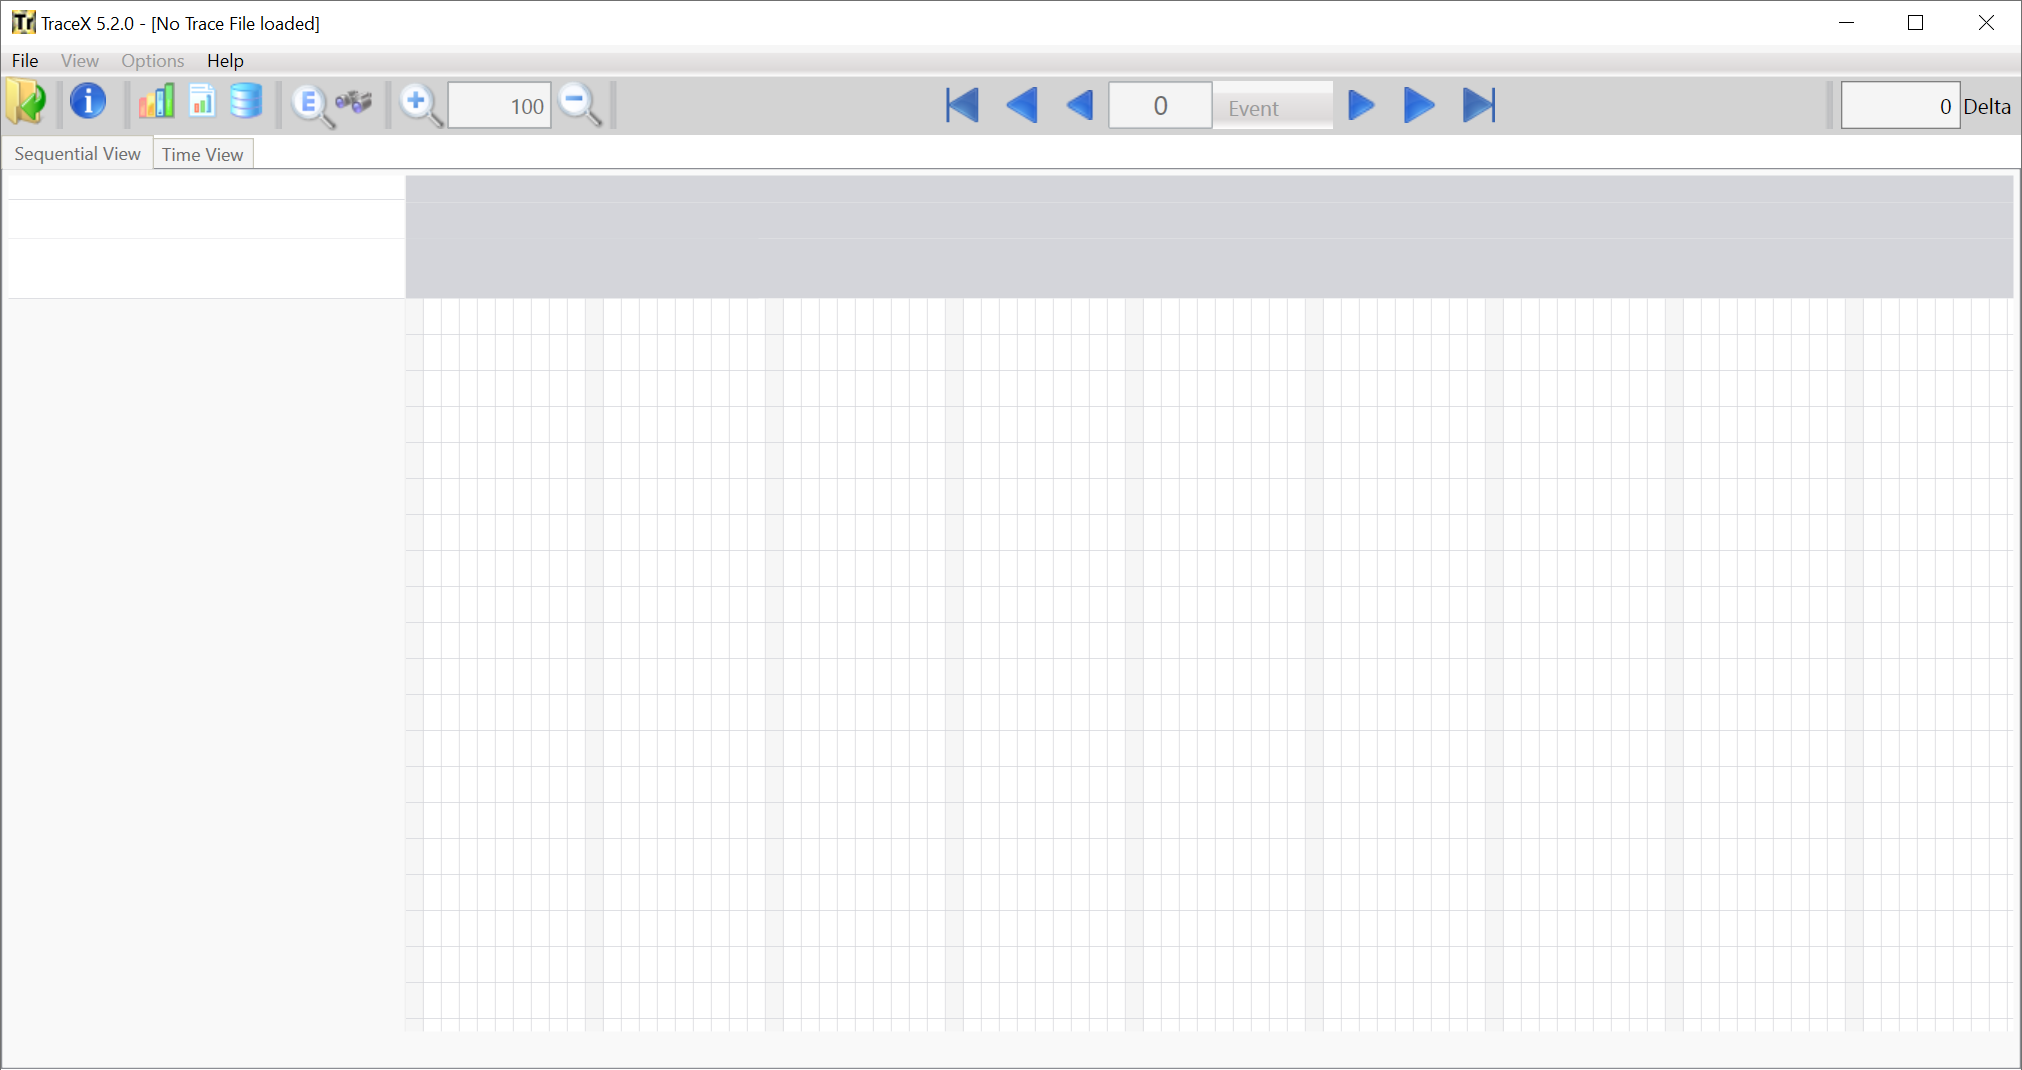 Tr TraceX 5.2.0 - [No Trace File loaded]
File View Options Help
i E 100 0 Event 0 Delta
Sequential View Time View